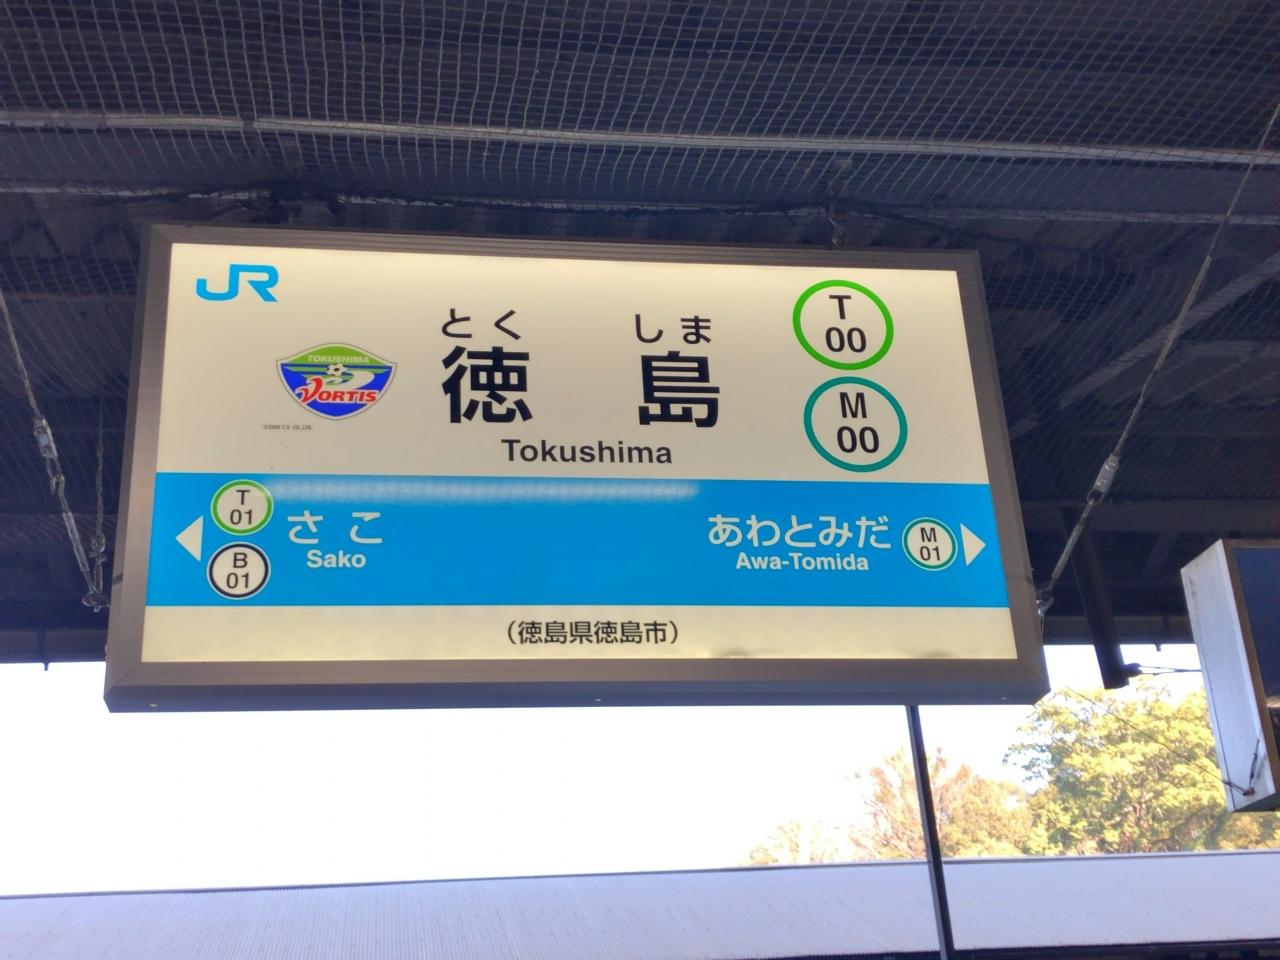 JR
TOKUSHIMA
VORTIS
とく しま
徳島
Tokushima
T
00
M
00
T
01
B
01
さこ
Sako
あわとみだ
Awa-Tomida
M
01
(徳島県徳島市)